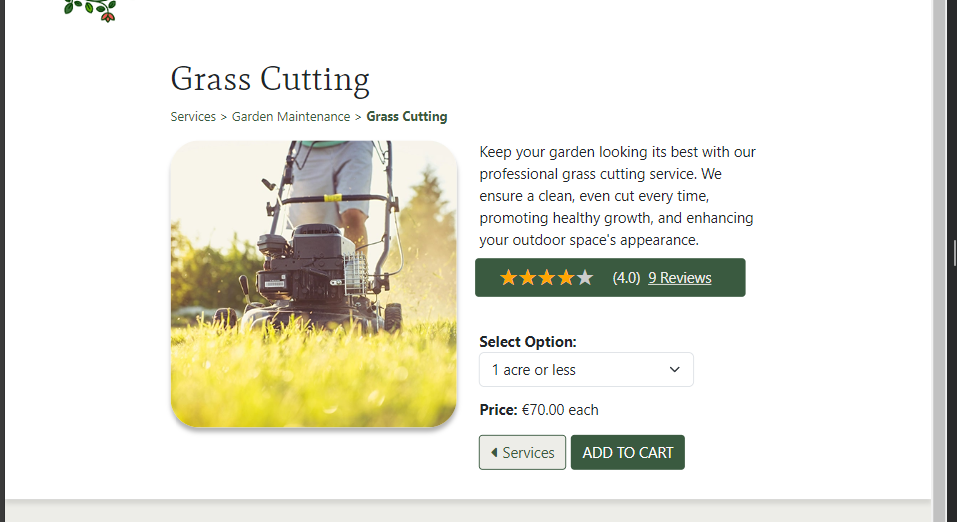 Grass Cutting
Services > Garden Maintenance > Grass Cutting
Keep your garden looking its best with our
professional grass cutting service. We
ensure a clean, even cut every time,
promoting healthy growth, and enhancing
your outdoor space's appearance.
(4.0) 9 Reviews
Select Option:
1 acre or less
Price: €70.00 each
Services ADD TO CART